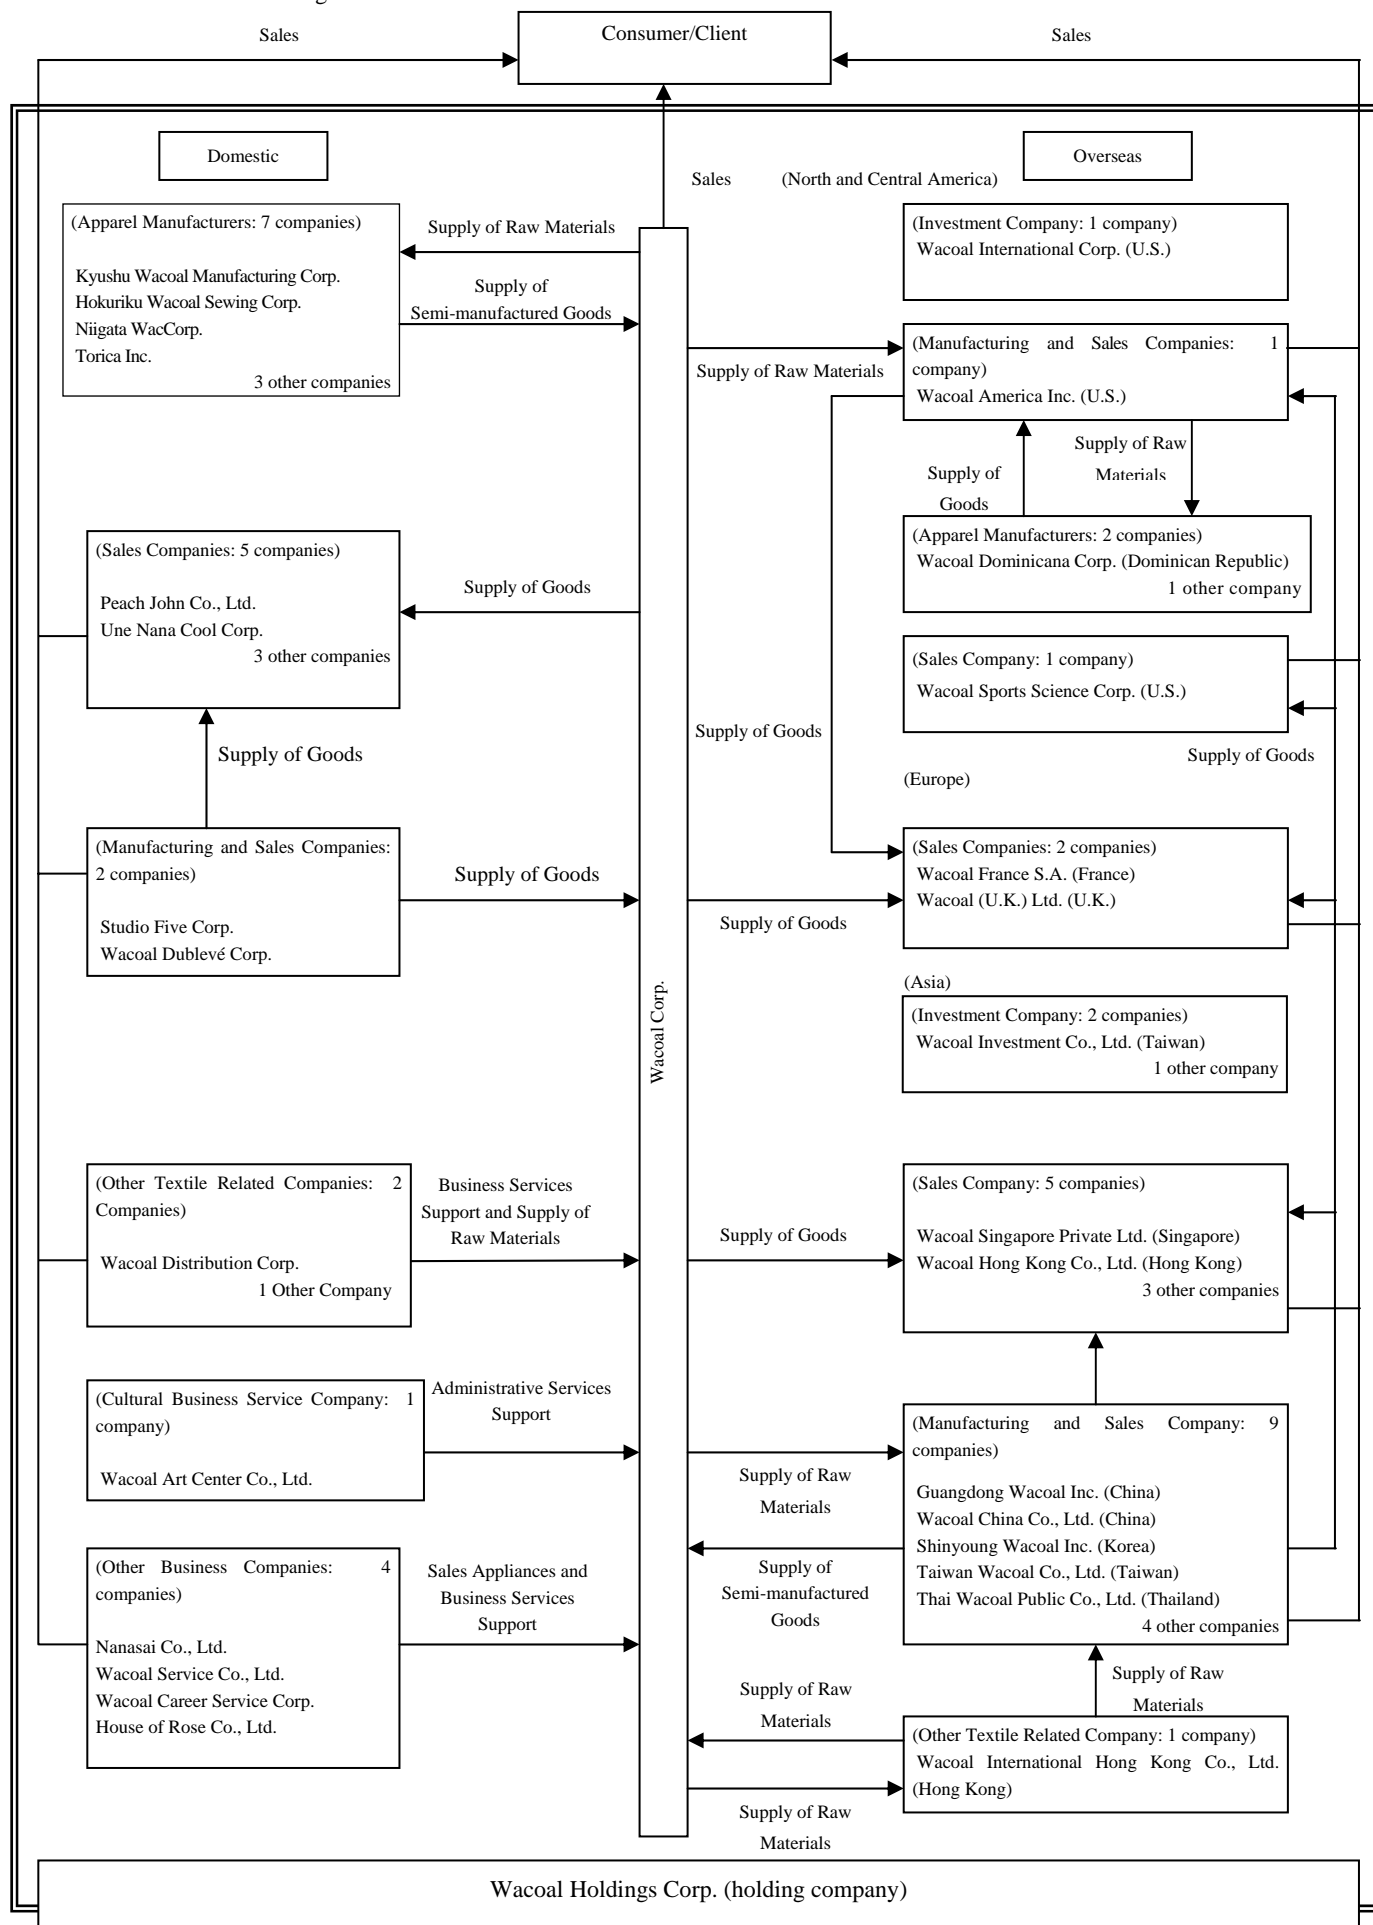 Sales
Consumer/Client
Sales
Domestic
Overseas
Sales
(North and Central America)
(Apparel Manufacturers: 7 companies)
Kyushu Wacoal Manufacturing Corp.
Hokuriku Wacoal Sewing Corp.
Niigata WacCorp.
Torica Inc.
3 other companies
Supply of Raw Materials
Supply of
Semi-manufactured Goods
(Investment Company: 1 company)
Wacoal International Corp. (U.S.)
Supply of Raw Materials
(Manufacturing and Sales Companies: 1
company)
Wacoal America Inc. (U.S.)
Supply of
Goods
Supply of Raw
Materials
(Apparel Manufacturers: 2 companies)
Wacoal Dominicana Corp. (Dominican Republic)
1 other company
(Sales Companies: 5 companies)
Peach John Co., Ltd.
Une Nana Cool Corp.
3 other companies
Supply of Goods
(Sales Company: 1 company)
Wacoal Sports Science Corp. (U.S.)
Supply of Goods
Supply of Goods
Supply of Goods
(Europe)
(Manufacturing and Sales Companies:
2 companies)
Studio Five Corp.
Wacoal Dublevé Corp.
Supply of Goods
(Sales Companies: 2 companies)
Wacoal France S.A. (France)
Wacoal (U.K.) Ltd. (U.K.)
Supply of Goods
Wacoal Corp.
(Asia)
(Investment Company: 2 companies)
Wacoal Investment Co., Ltd. (Taiwan)
1 other company
(Other Textile Related Companies: 2
Companies)
Wacoal Distribution Corp.
1 Other Company
Business Services
Support and Supply of
Raw Materials
Supply of Goods
(Sales Company: 5 companies)
Wacoal Singapore Private Ltd. (Singapore)
Wacoal Hong Kong Co., Ltd. (Hong Kong)
3 other companies
(Cultural Business Service Company: 1
company)
Wacoal Art Center Co., Ltd.
Administrative Services
Support
Supply of Raw
Materials
(Manufacturing and Sales Company: 9
companies)
Guangdong Wacoal Inc. (China)
Wacoal China Co., Ltd. (China)
Shinyoung Wacoal Inc. (Korea)
Taiwan Wacoal Co., Ltd. (Taiwan)
Thai Wacoal Public Co., Ltd. (Thailand)
4 other companies
(Other Business Companies: 4
companies)
Nanasai Co., Ltd.
Wacoal Service Co., Ltd.
Wacoal Career Service Corp.
House of Rose Co., Ltd.
Sales Appliances and
Business Services
Support
Supply of
Semi-manufactured
Goods
Supply of Raw
Materials
Supply of Raw
Materials
(Other Textile Related Company: 1 company)
Wacoal International Hong Kong Co., Ltd.
(Hong Kong)
Supply of Raw
Materials
Wacoal Holdings Corp. (holding company)